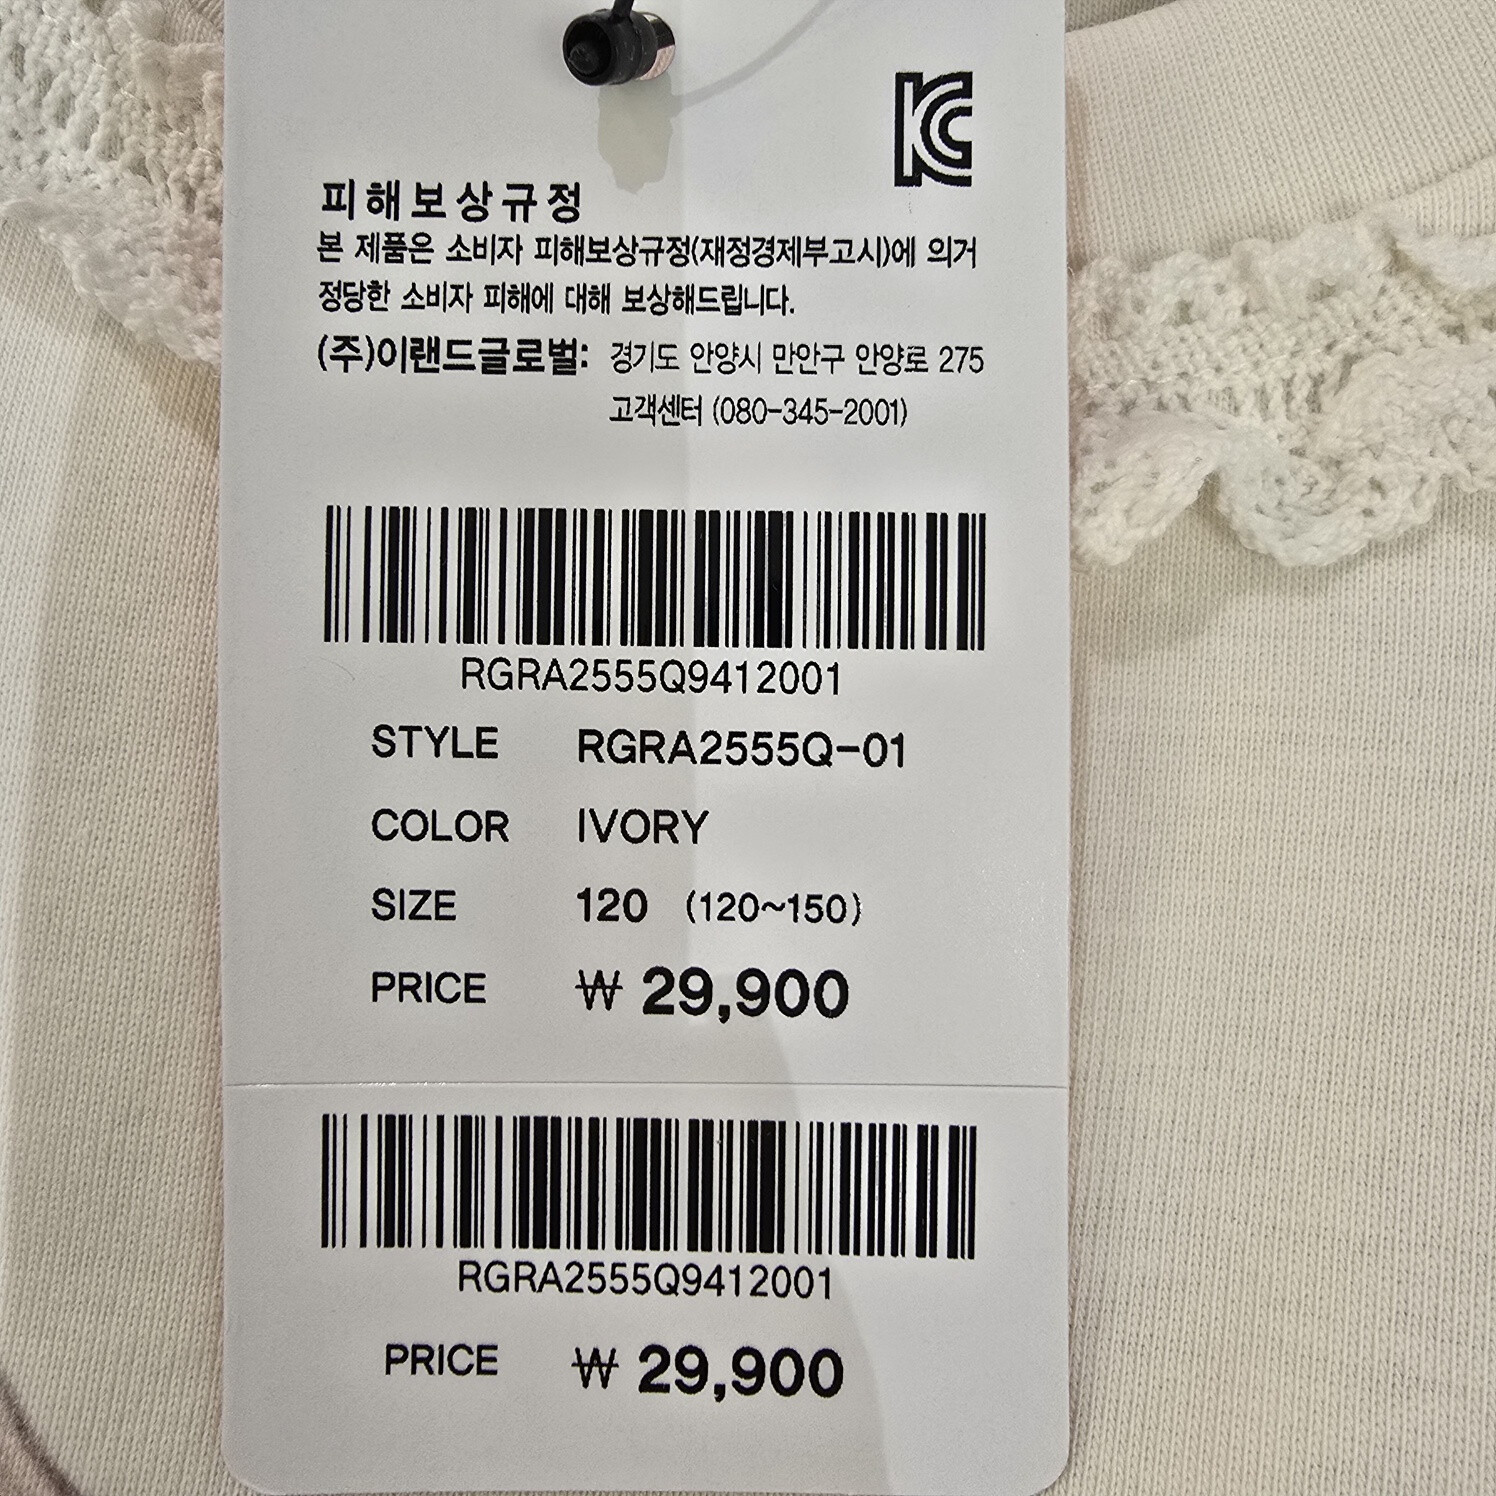 KC
피해보상규정
본 제품은 소비자 피해보상규정(재정경제부고시)에 의거
정당한 소비자 피해에 대해 보상해드립니다.
(주)이랜드글로벌: 경기도 안양시 만안구 안양로 275
고객센터 (080-345-2001)
RGRA2555Q9412001
STYLE RGRA2555Q-01
COLOR IVORY
SIZE 120 (120~150)
PRICE ₩ 29,900
RGRA2555Q9412001
PRICE ₩ 29,900